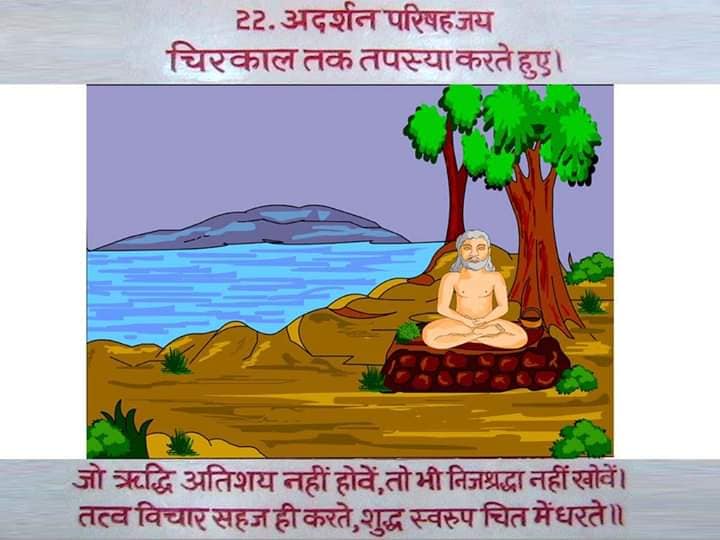 22. अदर्शन परिषहजय
चिरकाल तक तपस्या करते हुए।
जो ऋद्धि अतिशय नहीं होवें, तो भी निजश्रद्धा नहीं खोवें।
तत्व विचार सहज ही करते, शुद्ध स्वरुप चित में धरते॥